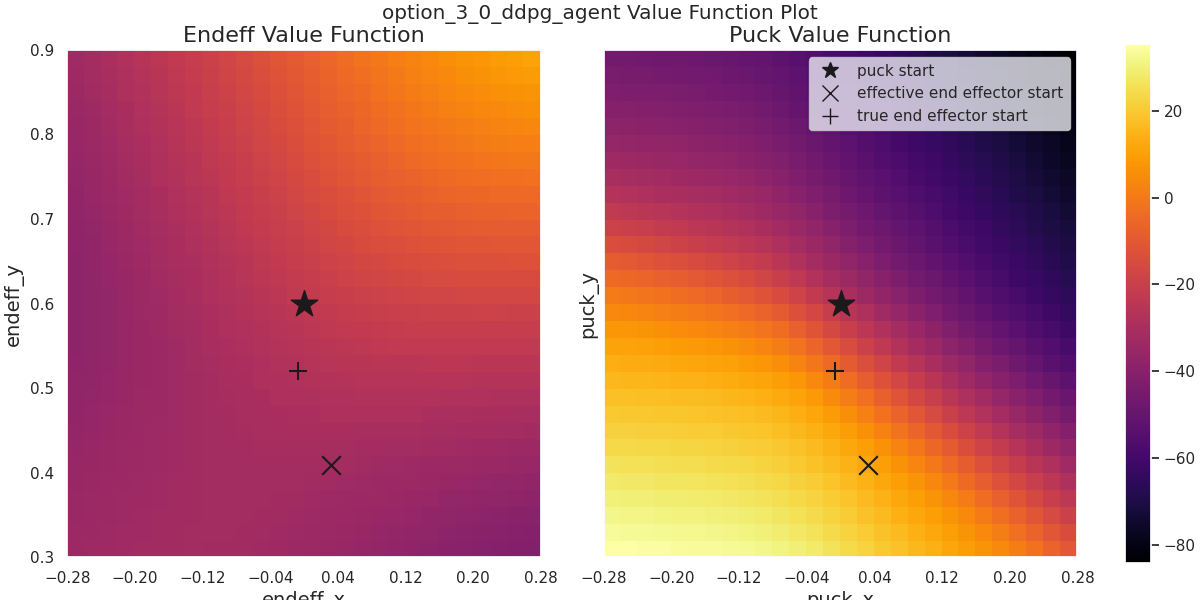 option_3_0_ddpg_agent Value Function Plot
Endeff Value Function
Puck Value Function
0.9
0.8
0.7
0.6
0.5
0.4
0.3
endeff_y
−0.28 −0.20 −0.12 −0.04 0.04 0.12 0.20 0.28
endeff_x
puck start
effective end effector start
true end effector start
puck_y
−0.28 −0.20 −0.12 −0.04 0.04 0.12 0.20 0.28
puck_x
20
0
−20
−40
−60
−80